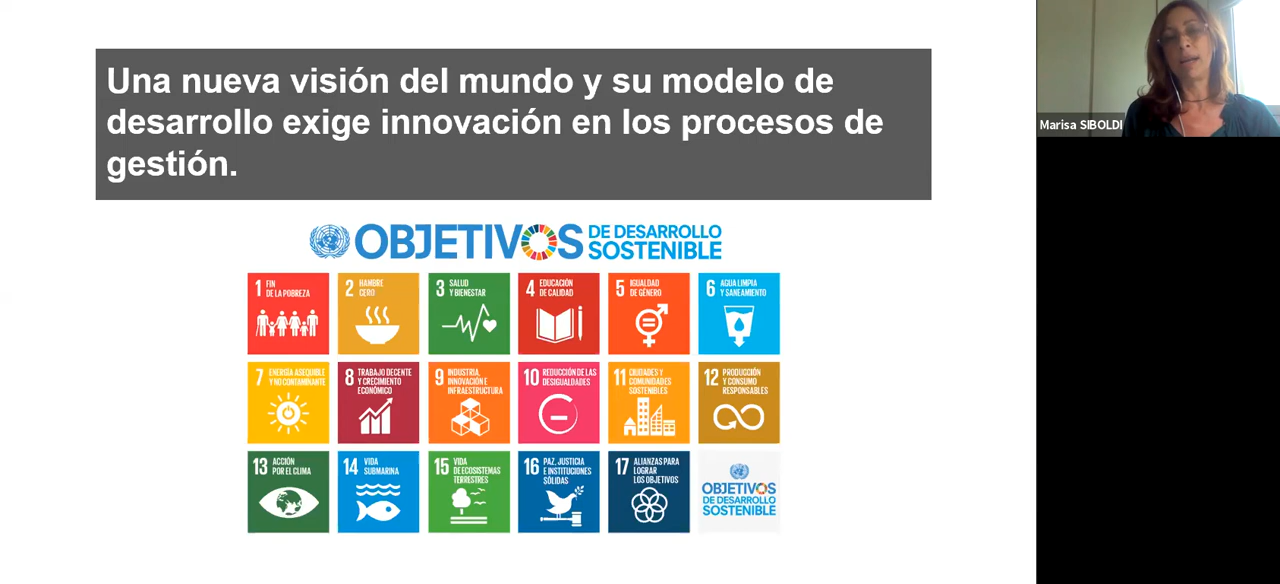 Una nueva visión del mundo y su modelo de
desarrollo exige innovación en los procesos de
gestión.
Marisa SIBOLDI
OBJETIVOS DE DESARROLLO
SOSTENIBLE
1 FIN
DE LA POBREZA
2 HAMBRE
CERO
3 SALUD
Y BIENESTAR
4 EDUCACIÓN
DE CALIDAD
5 IGUALDAD
DE GÉNERO
6 AGUA LIMPIA
Y SANEAMIENTO
7 ENERGÍA ASEQUIBLE
Y NO CONTAMINANTE
8 TRABAJO DECENTE
Y CRECIMIENTO
ECONÓMICO
9 INDUSTRIA,
INNOVACIÓN E
INFRAESTRUCTURA
10 REDUCCIÓN DE LAS
DESIGUALDADES
11 CIUDADES Y
COMUNIDADES
SOSTENIBLES
12 PRODUCCIÓN
Y CONSUMO
RESPONSABLES
13 ACCIÓN
POR EL CLIMA
14 VIDA
SUBMARINA
15 VIDA
DE ECOSISTEMAS
TERRESTRES
16 PAZ, JUSTICIA
E INSTITUCIONES
SÓLIDAS
17 ALIANZAS PARA
LOGRAR
LOS OBJETIVOS
OBJETIVOS
DE DESARROLLO
SOSTENIBLE